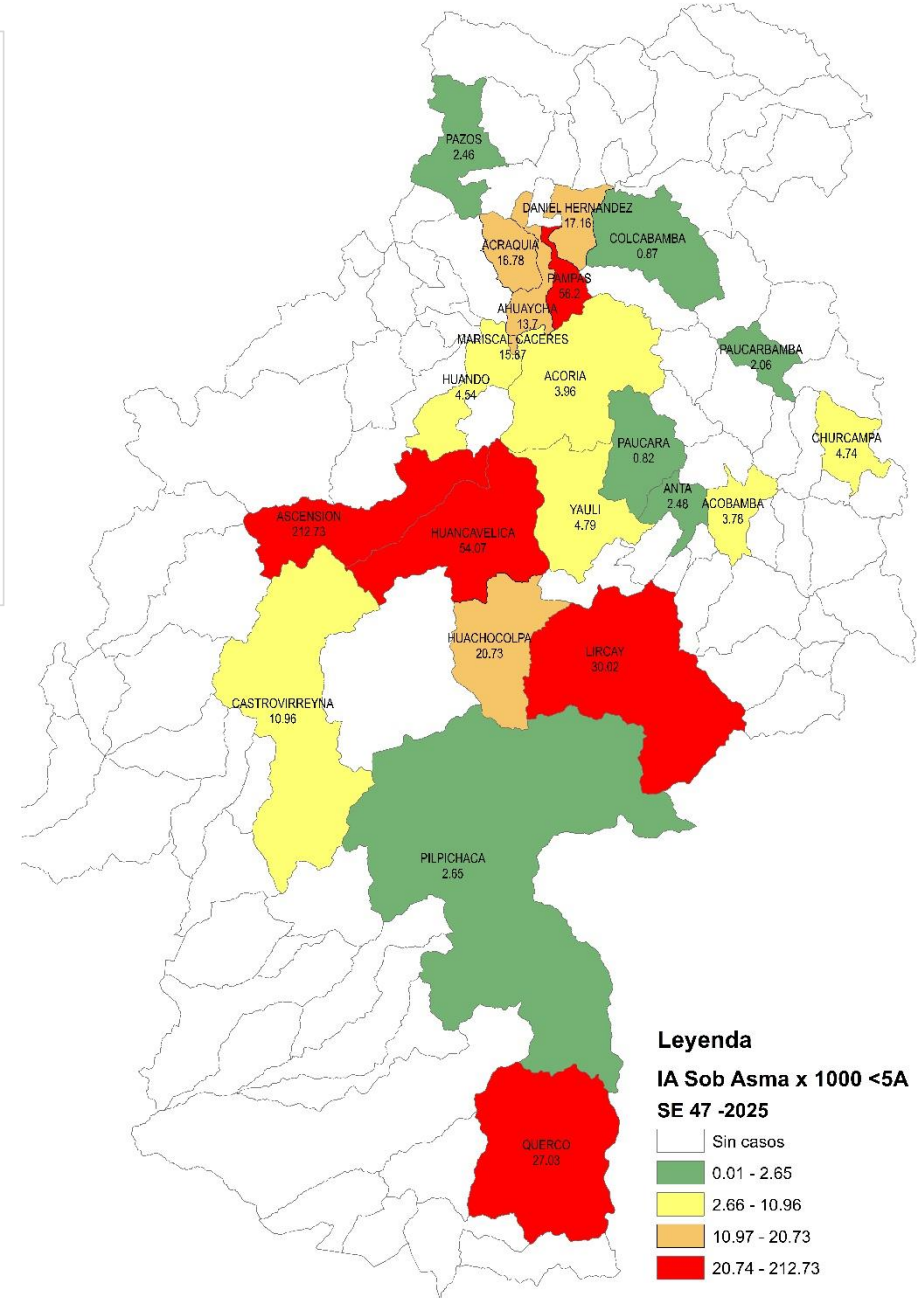 PAZOS
2.46
DANIEL HERNANDEZ
17.16
COLCABAMBA
0.87
ACRAQUIA
16.78
PAMPAS
56.2
AHUAYCHA
13.7
MARISCAL CACERES
15.87
PAUCARBAMBA
2.06
HUANDO
4.54
ACORIA
3.96
CHURCAMPA
4.74
PAUCARA
0.82
ANTA
2.48
ACOBAMBA
3.78
YAULI
4.79
ASCENSION
212.73
HUANCAVELICA
54.07
HUACHOCOLPA
20.73
LIRCAY
30.02
CASTROVIRREYNA
10.96
PILPICHACA
2.65
QUERCO
27.03
Leyenda
IA Sob Asma x 1000 <5A
SE 47 -2025
Sin casos
0.01 - 2.65
2.66 - 10.96
10.97 - 20.73
20.74 - 212.73